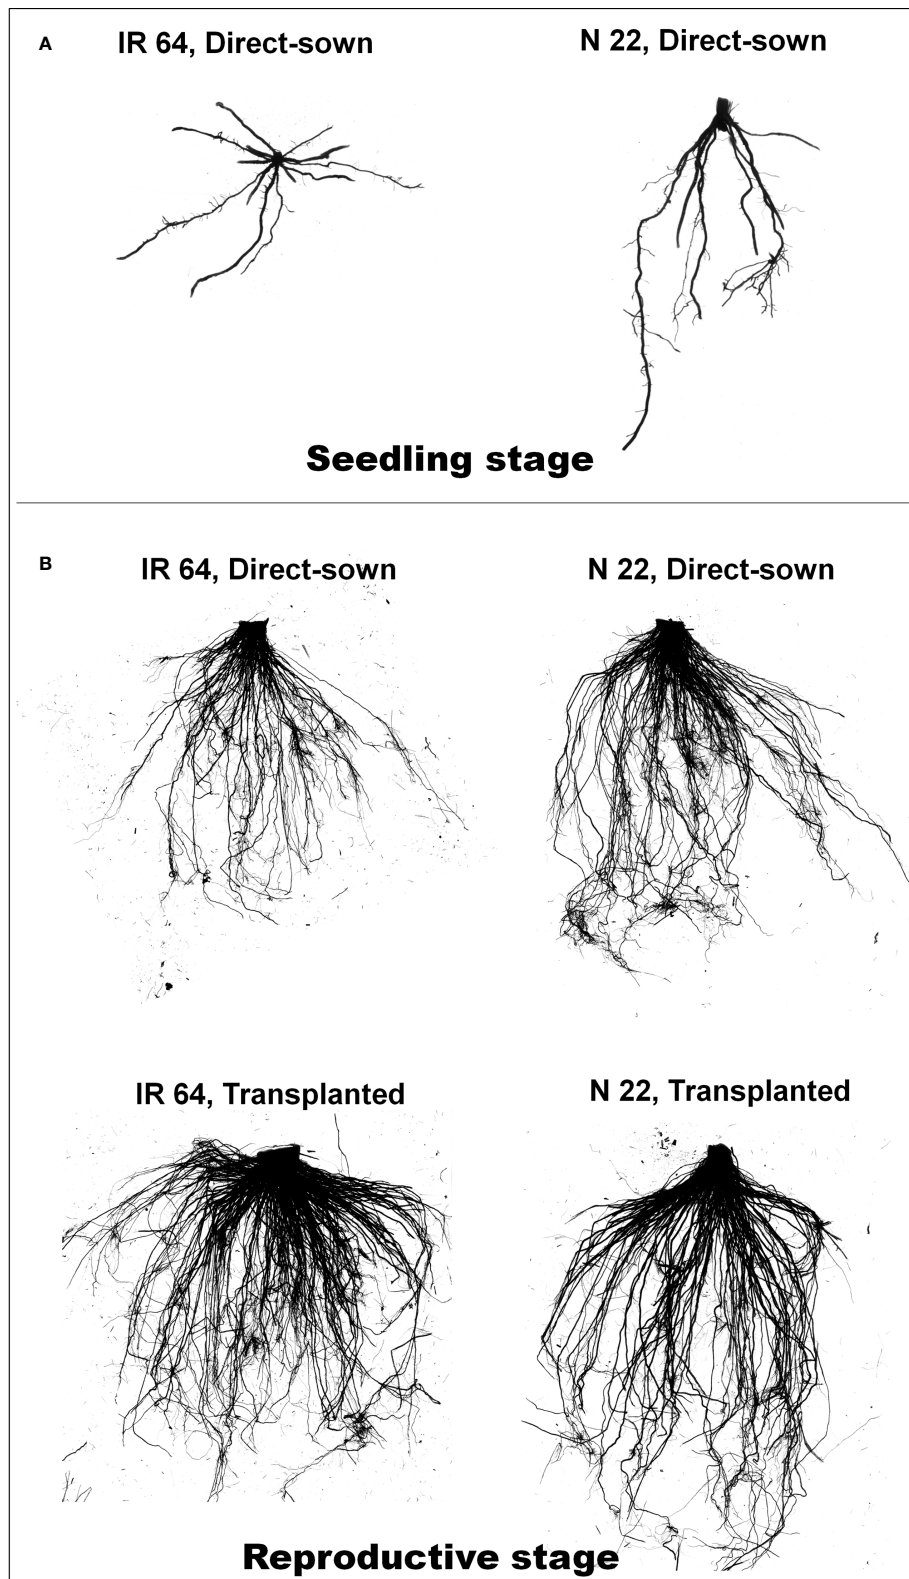 A
IR 64, Direct-sown
N 22, Direct-sown
Seedling stage
B
IR 64, Direct-sown
N 22, Direct-sown
IR 64, Transplanted
N 22, Transplanted
Reproductive stage